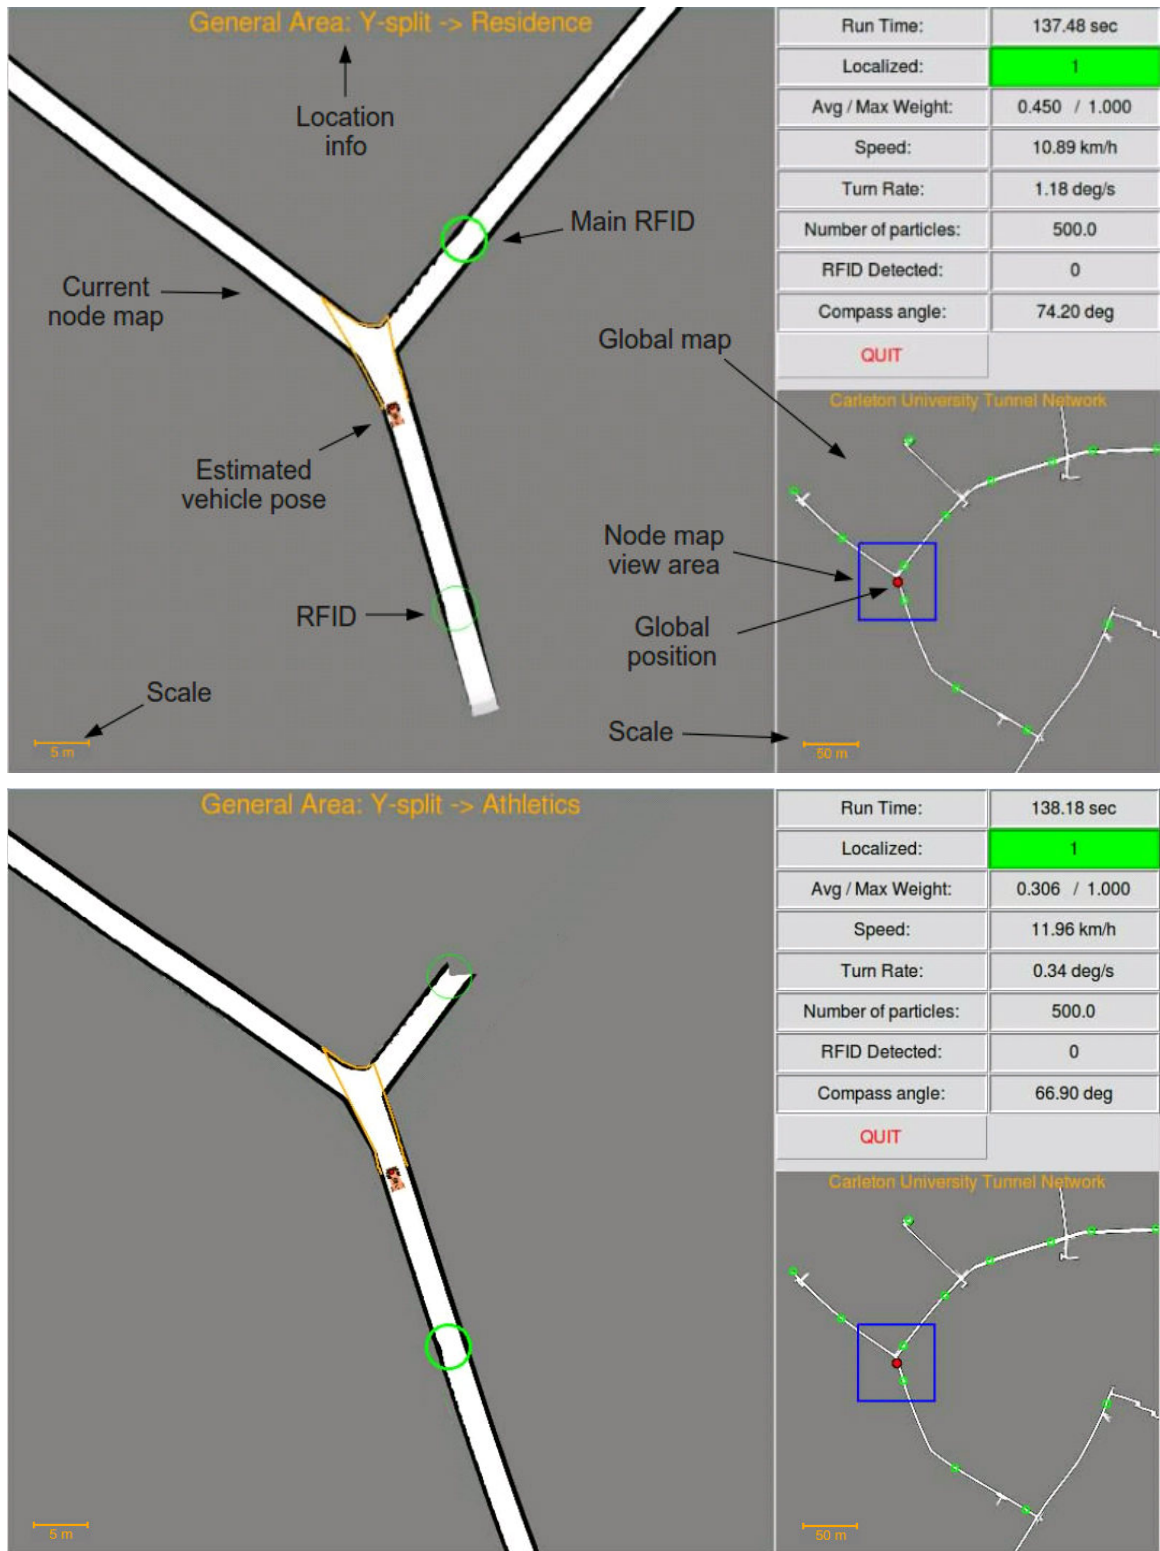 General Area: Y-split -> Residence
Location
info
Main RFID
Current
node map
Estimated
vehicle pose
RFID
Scale
5 m
Run Time: 137.48 sec
Localized: 1
Avg / Max Weight: 0.450 / 1.000
Speed: 10.89 km/h
Turn Rate: 1.18 deg/s
Number of particles: 500.0
RFID Detected: 0
Compass angle: 74.20 deg
QUIT
Carleton University Tunnel Network
Global map
Node map
view area
Global
position
Scale
50 m
General Area: Y-split -> Athletics
5 m
Run Time: 138.18 sec
Localized: 1
Avg / Max Weight: 0.306 / 1.000
Speed: 11.96 km/h
Turn Rate: 0.34 deg/s
Number of particles: 500.0
RFID Detected: 0
Compass angle: 66.90 deg
QUIT
Carleton University Tunnel Network
50 m